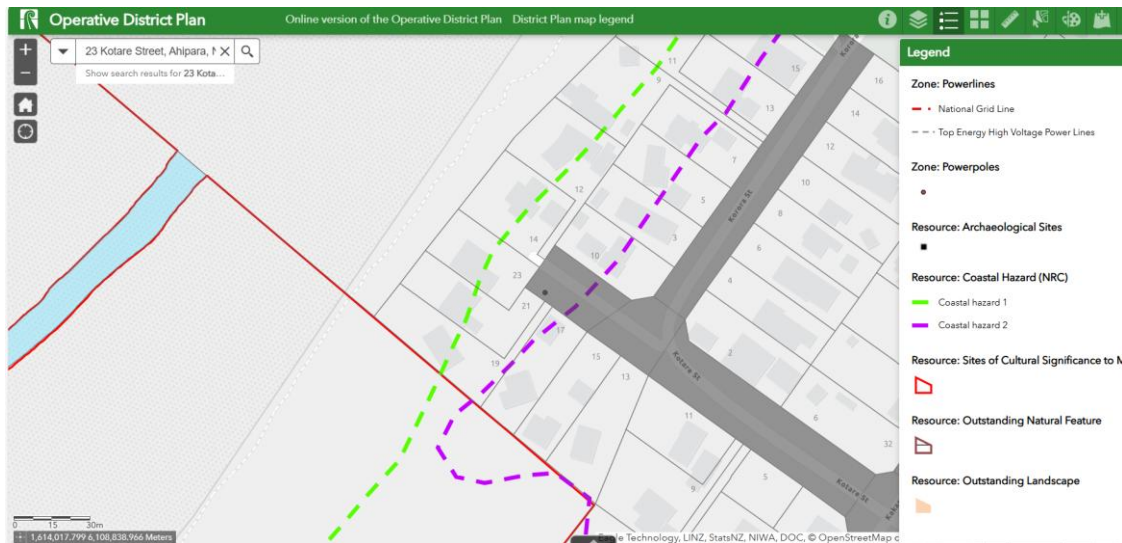 Operative District Plan
Online version of the Operative District Plan District Plan map legend
+
−
23 Kotare Street, Ahipara, N
Show search results for 23 Kota...
Legend
Zone: Powerlines
National Grid Line
Top Energy High Voltage Power Lines
Zone: Powerpoles
Resource: Archaeological Sites
Resource: Coastal Hazard (NRC)
Coastal hazard 1
Coastal hazard 2
Resource: Sites of Cultural Significance to M
Resource: Outstanding Natural Feature
Resource: Outstanding Landscape
11
9
15
13
16
14
12
7
12
10
5
8
3
6
14
10
4
23
21
17
19
15
13
2
11
6
9
5
32
Korora St
Kotare St
Kotare St
0 15 30m
1,614,017.799 6,108,838.966 Meters
Eagle Technology, LINZ, StatsNZ, NIWA, DOC, © OpenStreetMap c